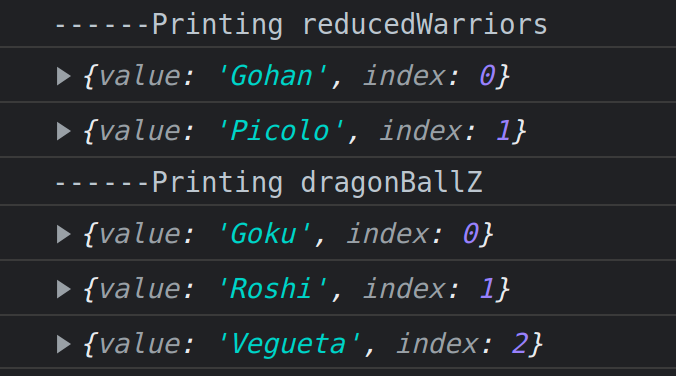 ------Printing reducedWarriors
{value: 'Gohan', index: 0}
{value: 'Picolo', index: 1}
------Printing dragonBallZ
{value: 'Goku', index: 0}
{value: 'Roshi', index: 1}
{value: 'Vegueta', index: 2}